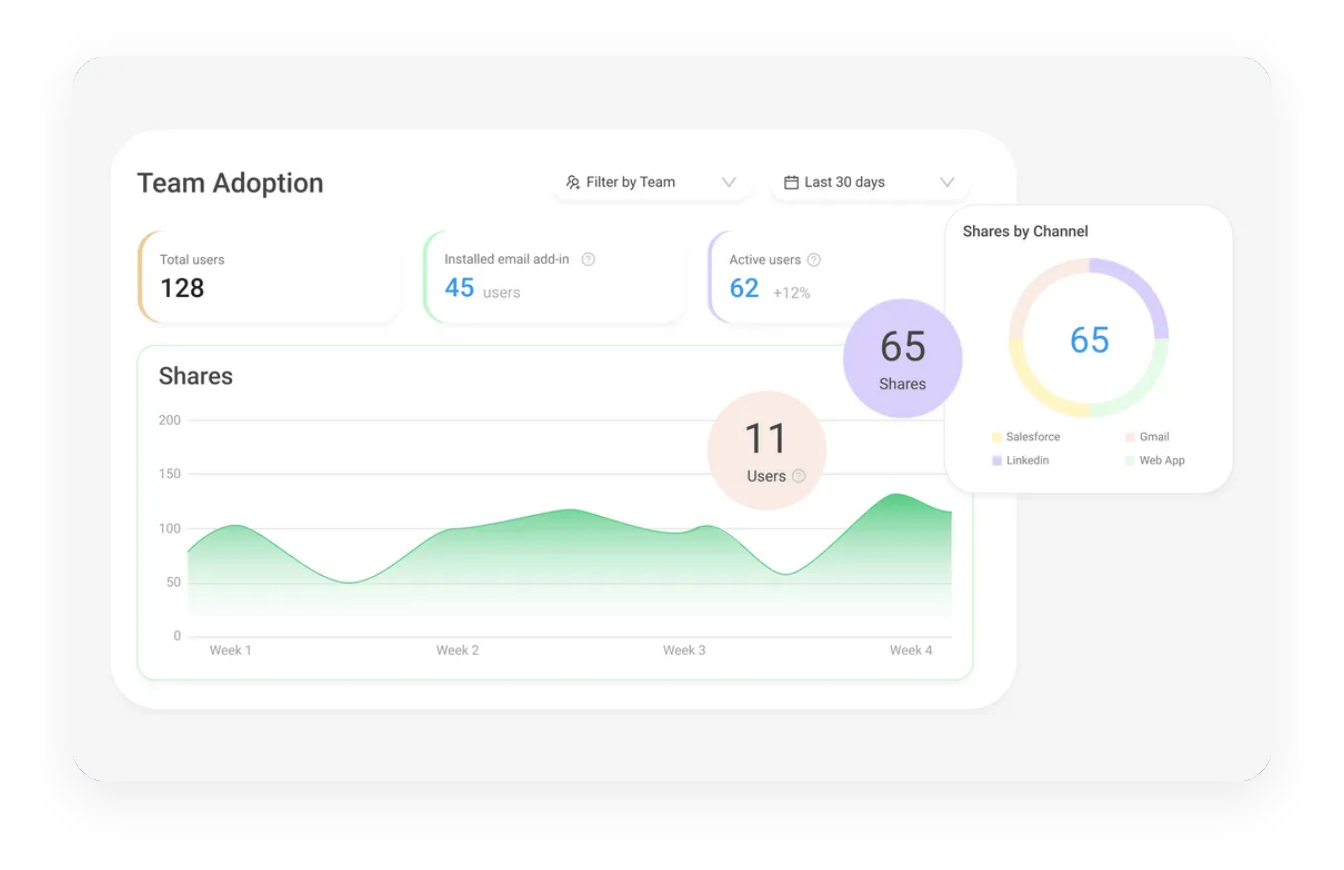 Team Adoption
Filter by Team
Last 30 days
Total users
128
Installed email add-in ?
45 users
Active users ?
62 +12%
Shares by Channel
65
Salesforce
Gmail
Linkedin
Web App
65
Shares
11
Users ?
Shares
200
150
100
50
0
Week 1
Week 2
Week 3
Week 4